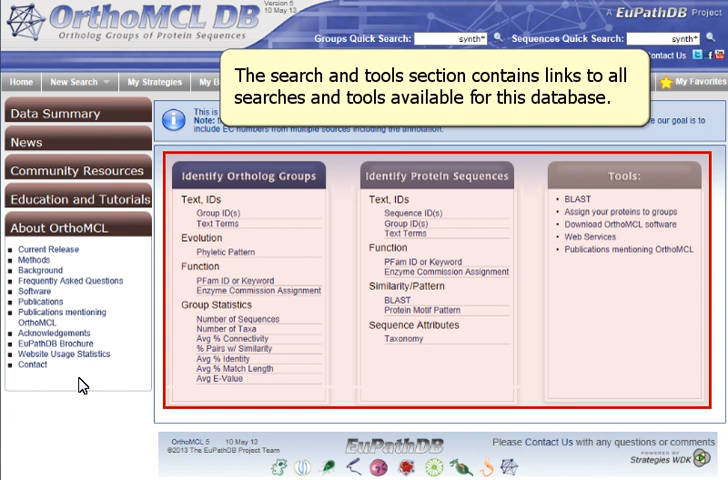 OrthoMCL DB
Version 5
10 May 13
Ortholog Groups of Protein Sequences
A EuPathDB Project
Groups Quick Search: synth*
Sequences Quick Search: synth*
Contact Us
Home
New Search
My Strategies
My B
My Favorites
The search and tools section contains links to all
searches and tools available for this database.
This is
Note: t
e our goal is to
include EC numbers from multiple sources including the annotation.
Data Summary
News
Community Resources
Education and Tutorials
About OrthoMCL
Current Release
Methods
Background
Frequently Asked Questions
Software
Publications
Publications mentioning
OrthoMCL
Acknowledgements
EuPathDB Brochure
Website Usage Statistics
Contact
Identify Ortholog Groups
Text, IDs
Group ID(s)
Text Terms
Evolution
Phyletic Pattern
Function
PFam ID or Keyword
Enzyme Commission Assignment
Group Statistics
Number of Sequences
Number of Taxa
Avg % Connectivity
% Pairs w/ Similarity
Avg % Identity
Avg % Match Length
Avg E-Value
Identify Protein Sequences
Text, IDs
Sequence ID(s)
Group ID(s)
Text Terms
Function
PFam ID or Keyword
Enzyme Commission Assignment
Similarity/Pattern
BLAST
Protein Motif Pattern
Sequence Attributes
Taxonomy
Tools:
BLAST
Assign your proteins to groups
Download OrthoMCL software
Web Services
Publications mentioning OrthoMCL
OrthoMCL 5 10 May 13
©2013 The EuPathDB Project Team
EuPathDB
Please Contact Us with any questions or comments
POWERED BY
Strategies WDK